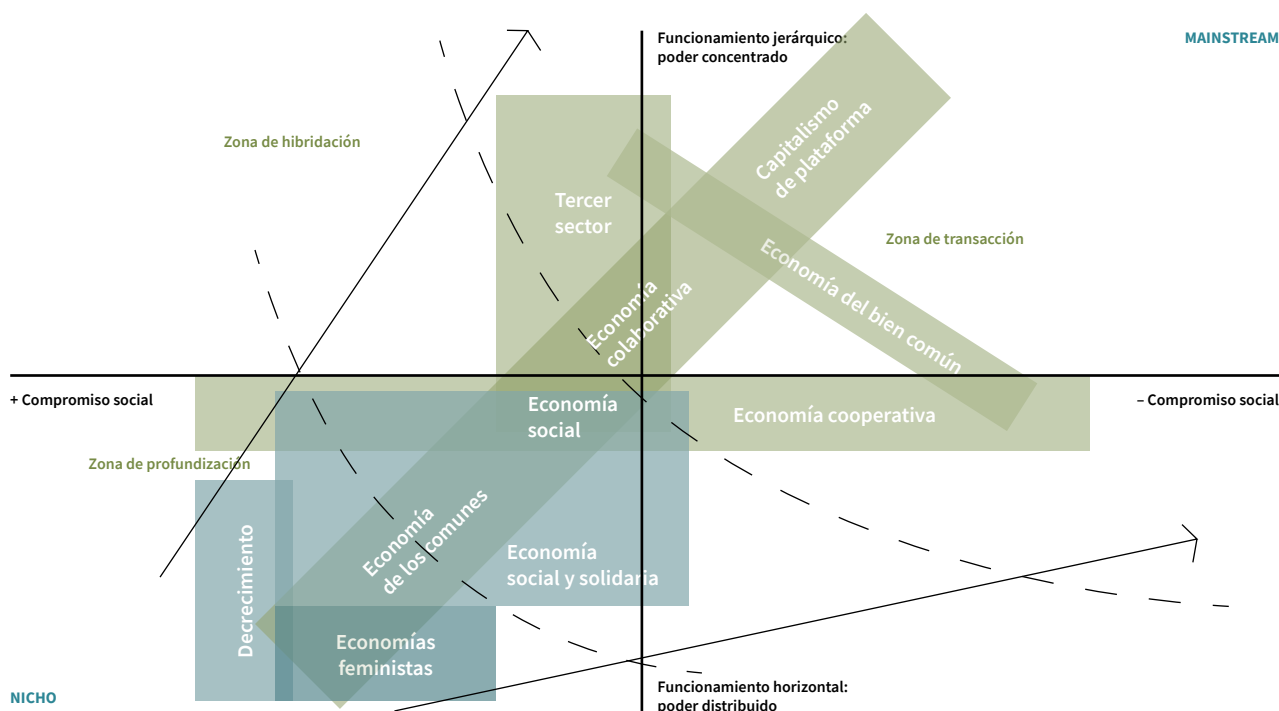 Funcionamiento jerárquico:
poder concentrado
MAINSTREAM
Zona de hibridación
Capitalismo
de plataforma
Tercer
sector
Zona de transacción
Economía del bien común
Economía
colaborativa
+ Compromiso social
– Compromiso social
Economía
social
Economía cooperativa
Zona de profundización
Economía
de los comunes
Decrecimiento
Economía
social y solidaria
Economías
feministas
NICHO
Funcionamiento horizontal:
poder distribuido